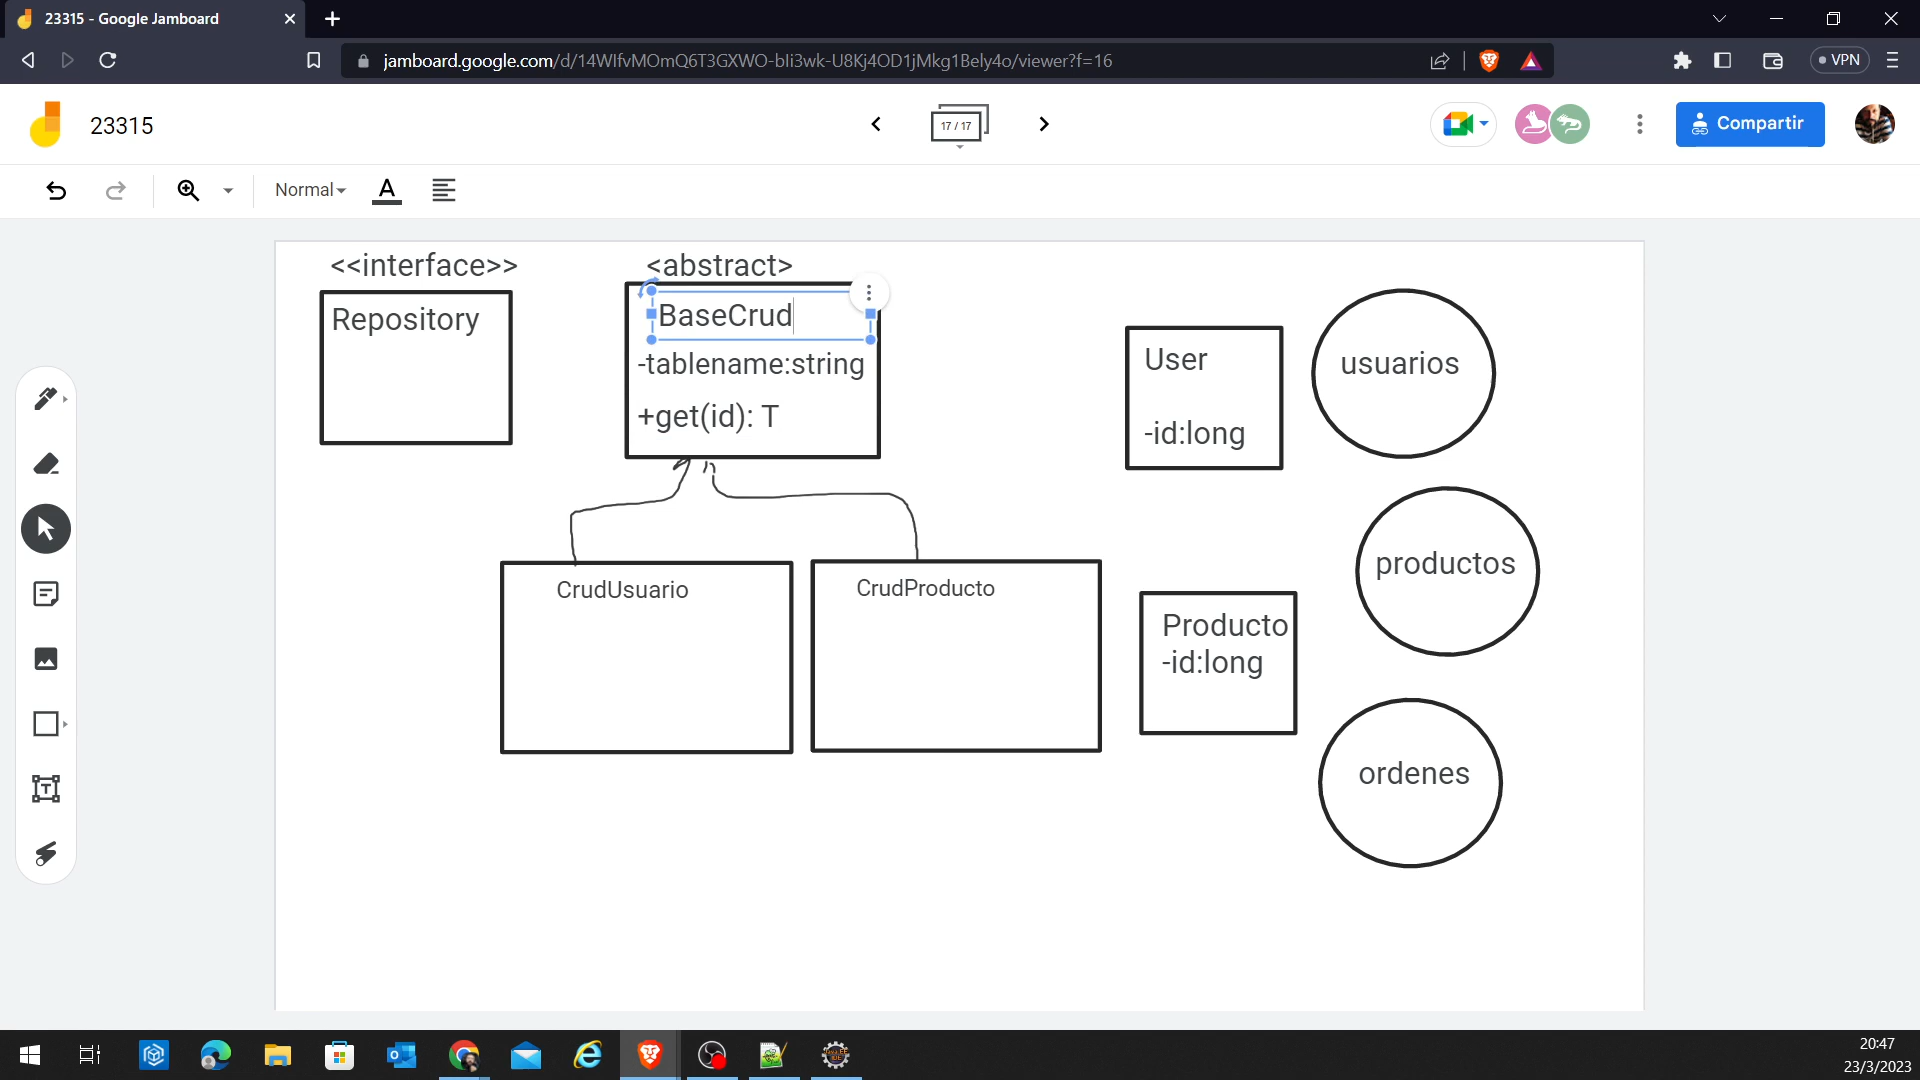 23315 - Google Jamboard
jamboard.google.com/d/14WIfvMOmQ6T3GXWO-bIi3wk-U8Kj4OD1jMkg1Bely4o/viewer?f=16
VPN
23315
17 / 17
Compartir
Normal
A
<<interface>>
<abstract>
Repository
BaseCrud
-tablename:string
+get(id): T
User
-id:long
usuarios
CrudUsuario
CrudProducto
productos
Producto
-id:long
ordenes
20:47
23/3/2023